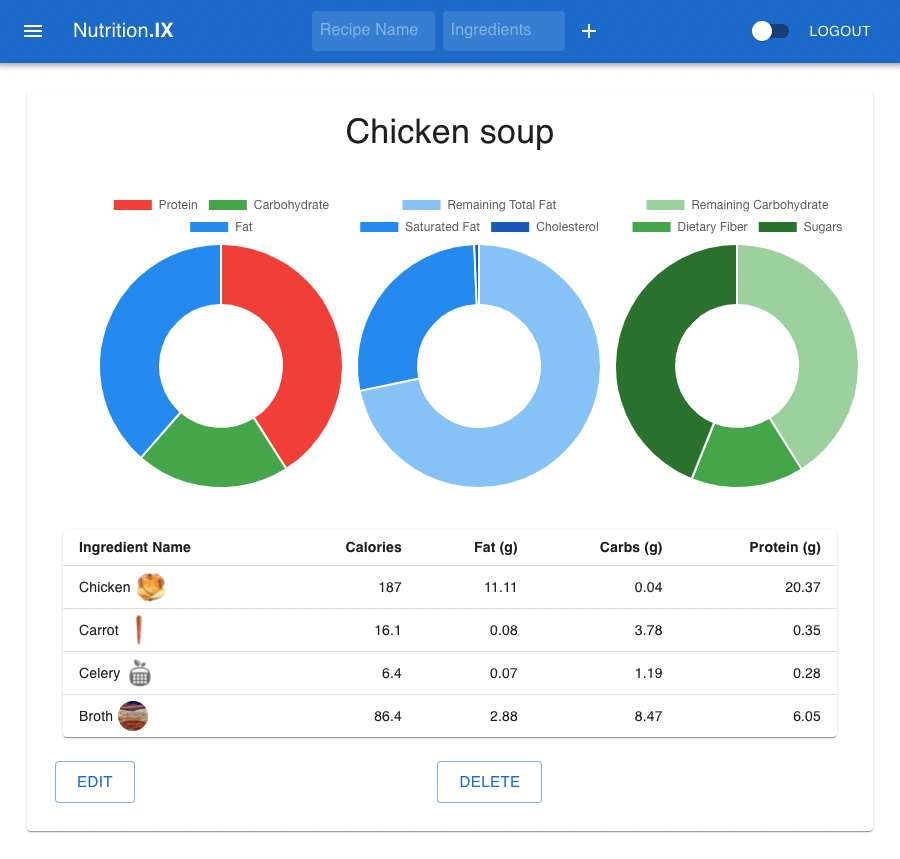 Nutrition.IX Recipe Name Ingredients + LOGOUT
Chicken soup
Protein Carbohydrate
Fat
Remaining Total Fat
Saturated Fat Cholesterol
Remaining Carbohydrate
Dietary Fiber Sugars
Ingredient Name Calories Fat (g) Carbs (g) Protein (g)
Chicken 187 11.11 0.04 20.37
Carrot 16.1 0.08 3.78 0.35
Celery 6.4 0.07 1.19 0.28
Broth 86.4 2.88 8.47 6.05
EDIT DELETE